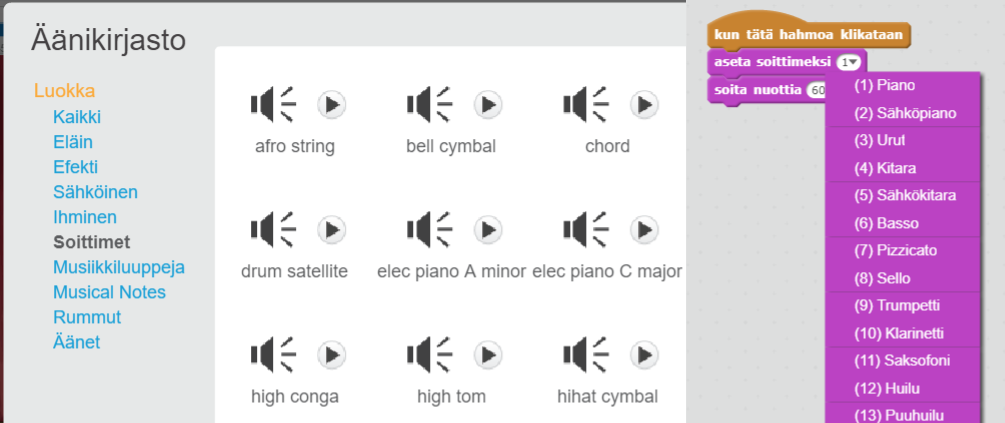 Äänikirjasto
Luokka
Kaikki
Eläin
Efekti
Sähköinen
Ihminen
Soittimet
Musiikkiluuppeja
Musical Notes
Rummut
Äänet
afro string
bell cymbal
chord
drum satellite
elec piano A minor
elec piano C major
high conga
high tom
hihat cymbal
kun tätä hahmoa klikataan
aseta soittimeksi 1
soita nuottia 60
(1) Piano
(2) Sähköpiano
(3) Urut
(4) Kitara
(5) Sähkökitara
(6) Basso
(7) Pizzicato
(8) Sello
(9) Trumpetti
(10) Klarinetti
(11) Saksofoni
(12) Huilu
(13) Puuhuilu